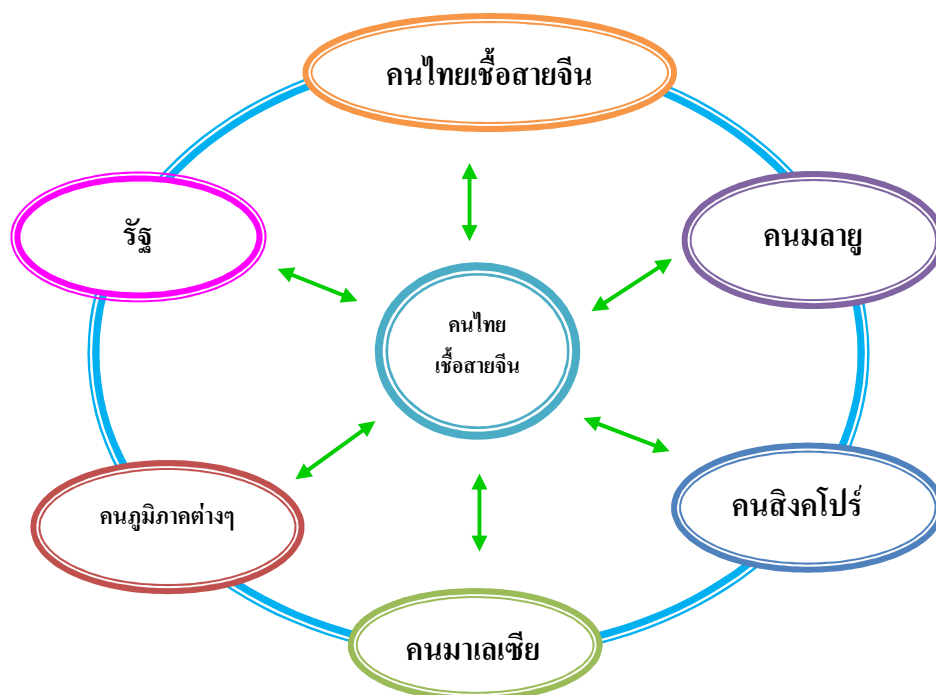 คนไทยเชื้อสายจีน
รัฐ
คนมลายู
คนไทย
เชื้อสายจีน
คนภูมิภาคต่างๆ
คนสิงคโปร์
คนมาเลเซีย